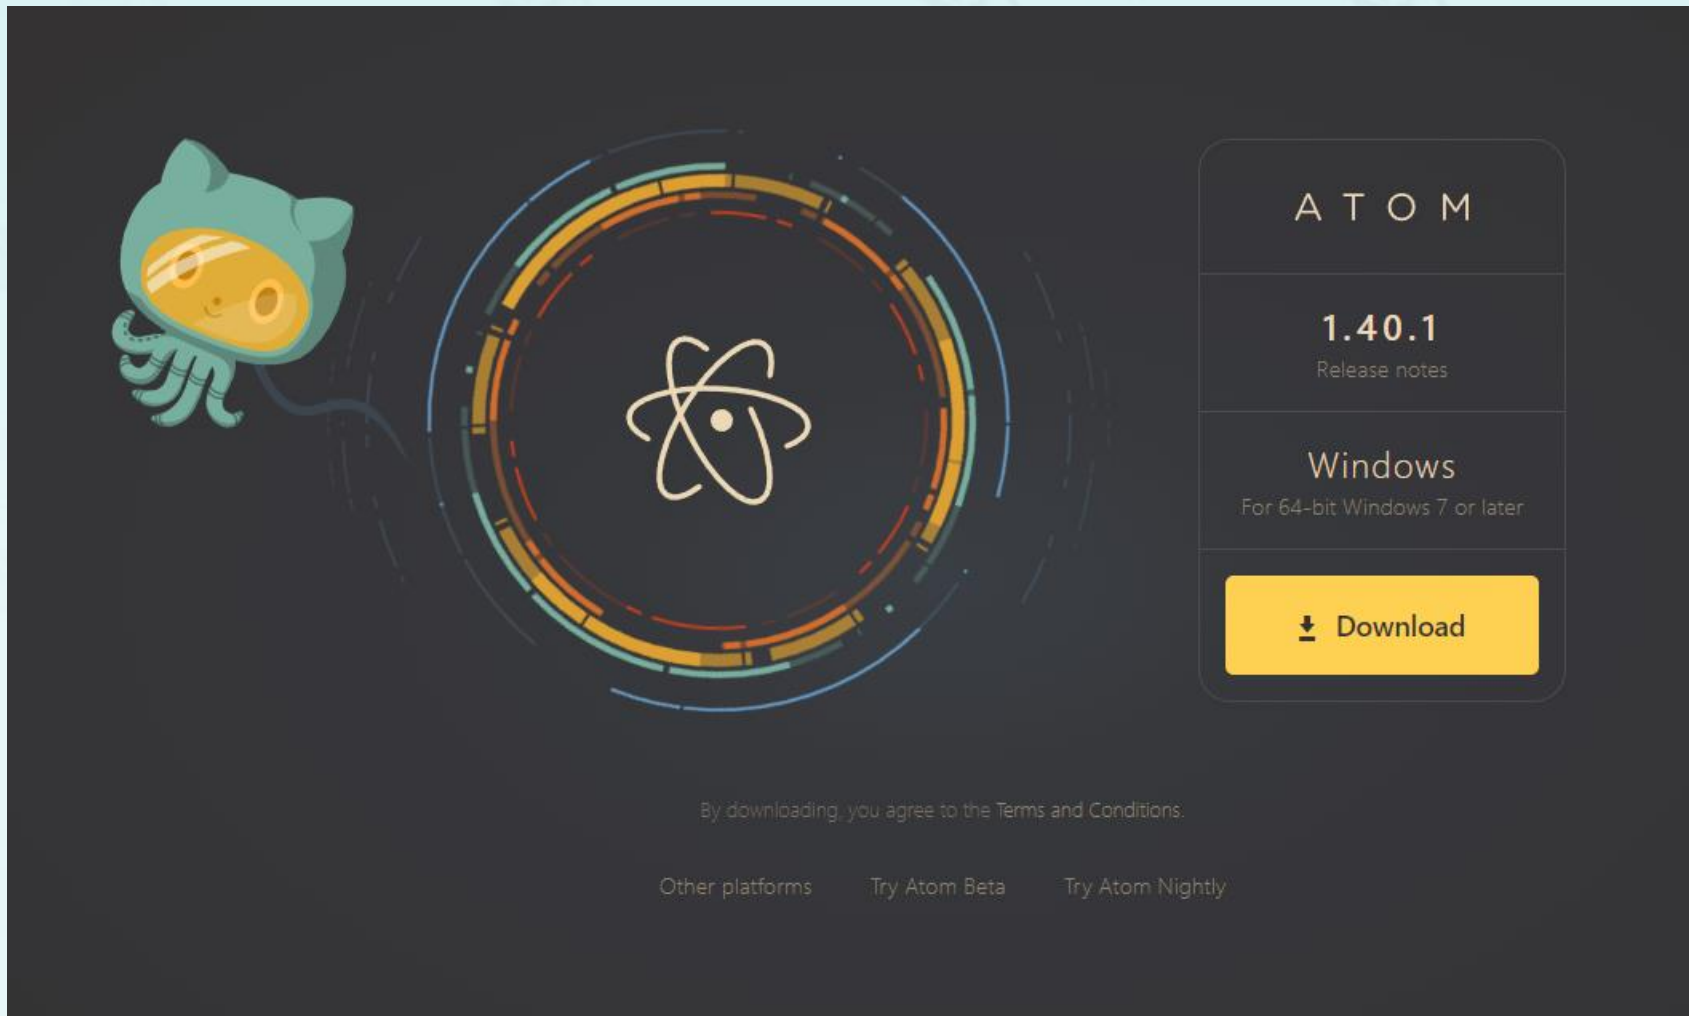 ATOM
1.40.1
Release notes
Windows
For 64-bit Windows 7 or later
Download
By downloading, you agree to the Terms and Conditions.
Other platforms Try Atom Beta Try Atom Nightly